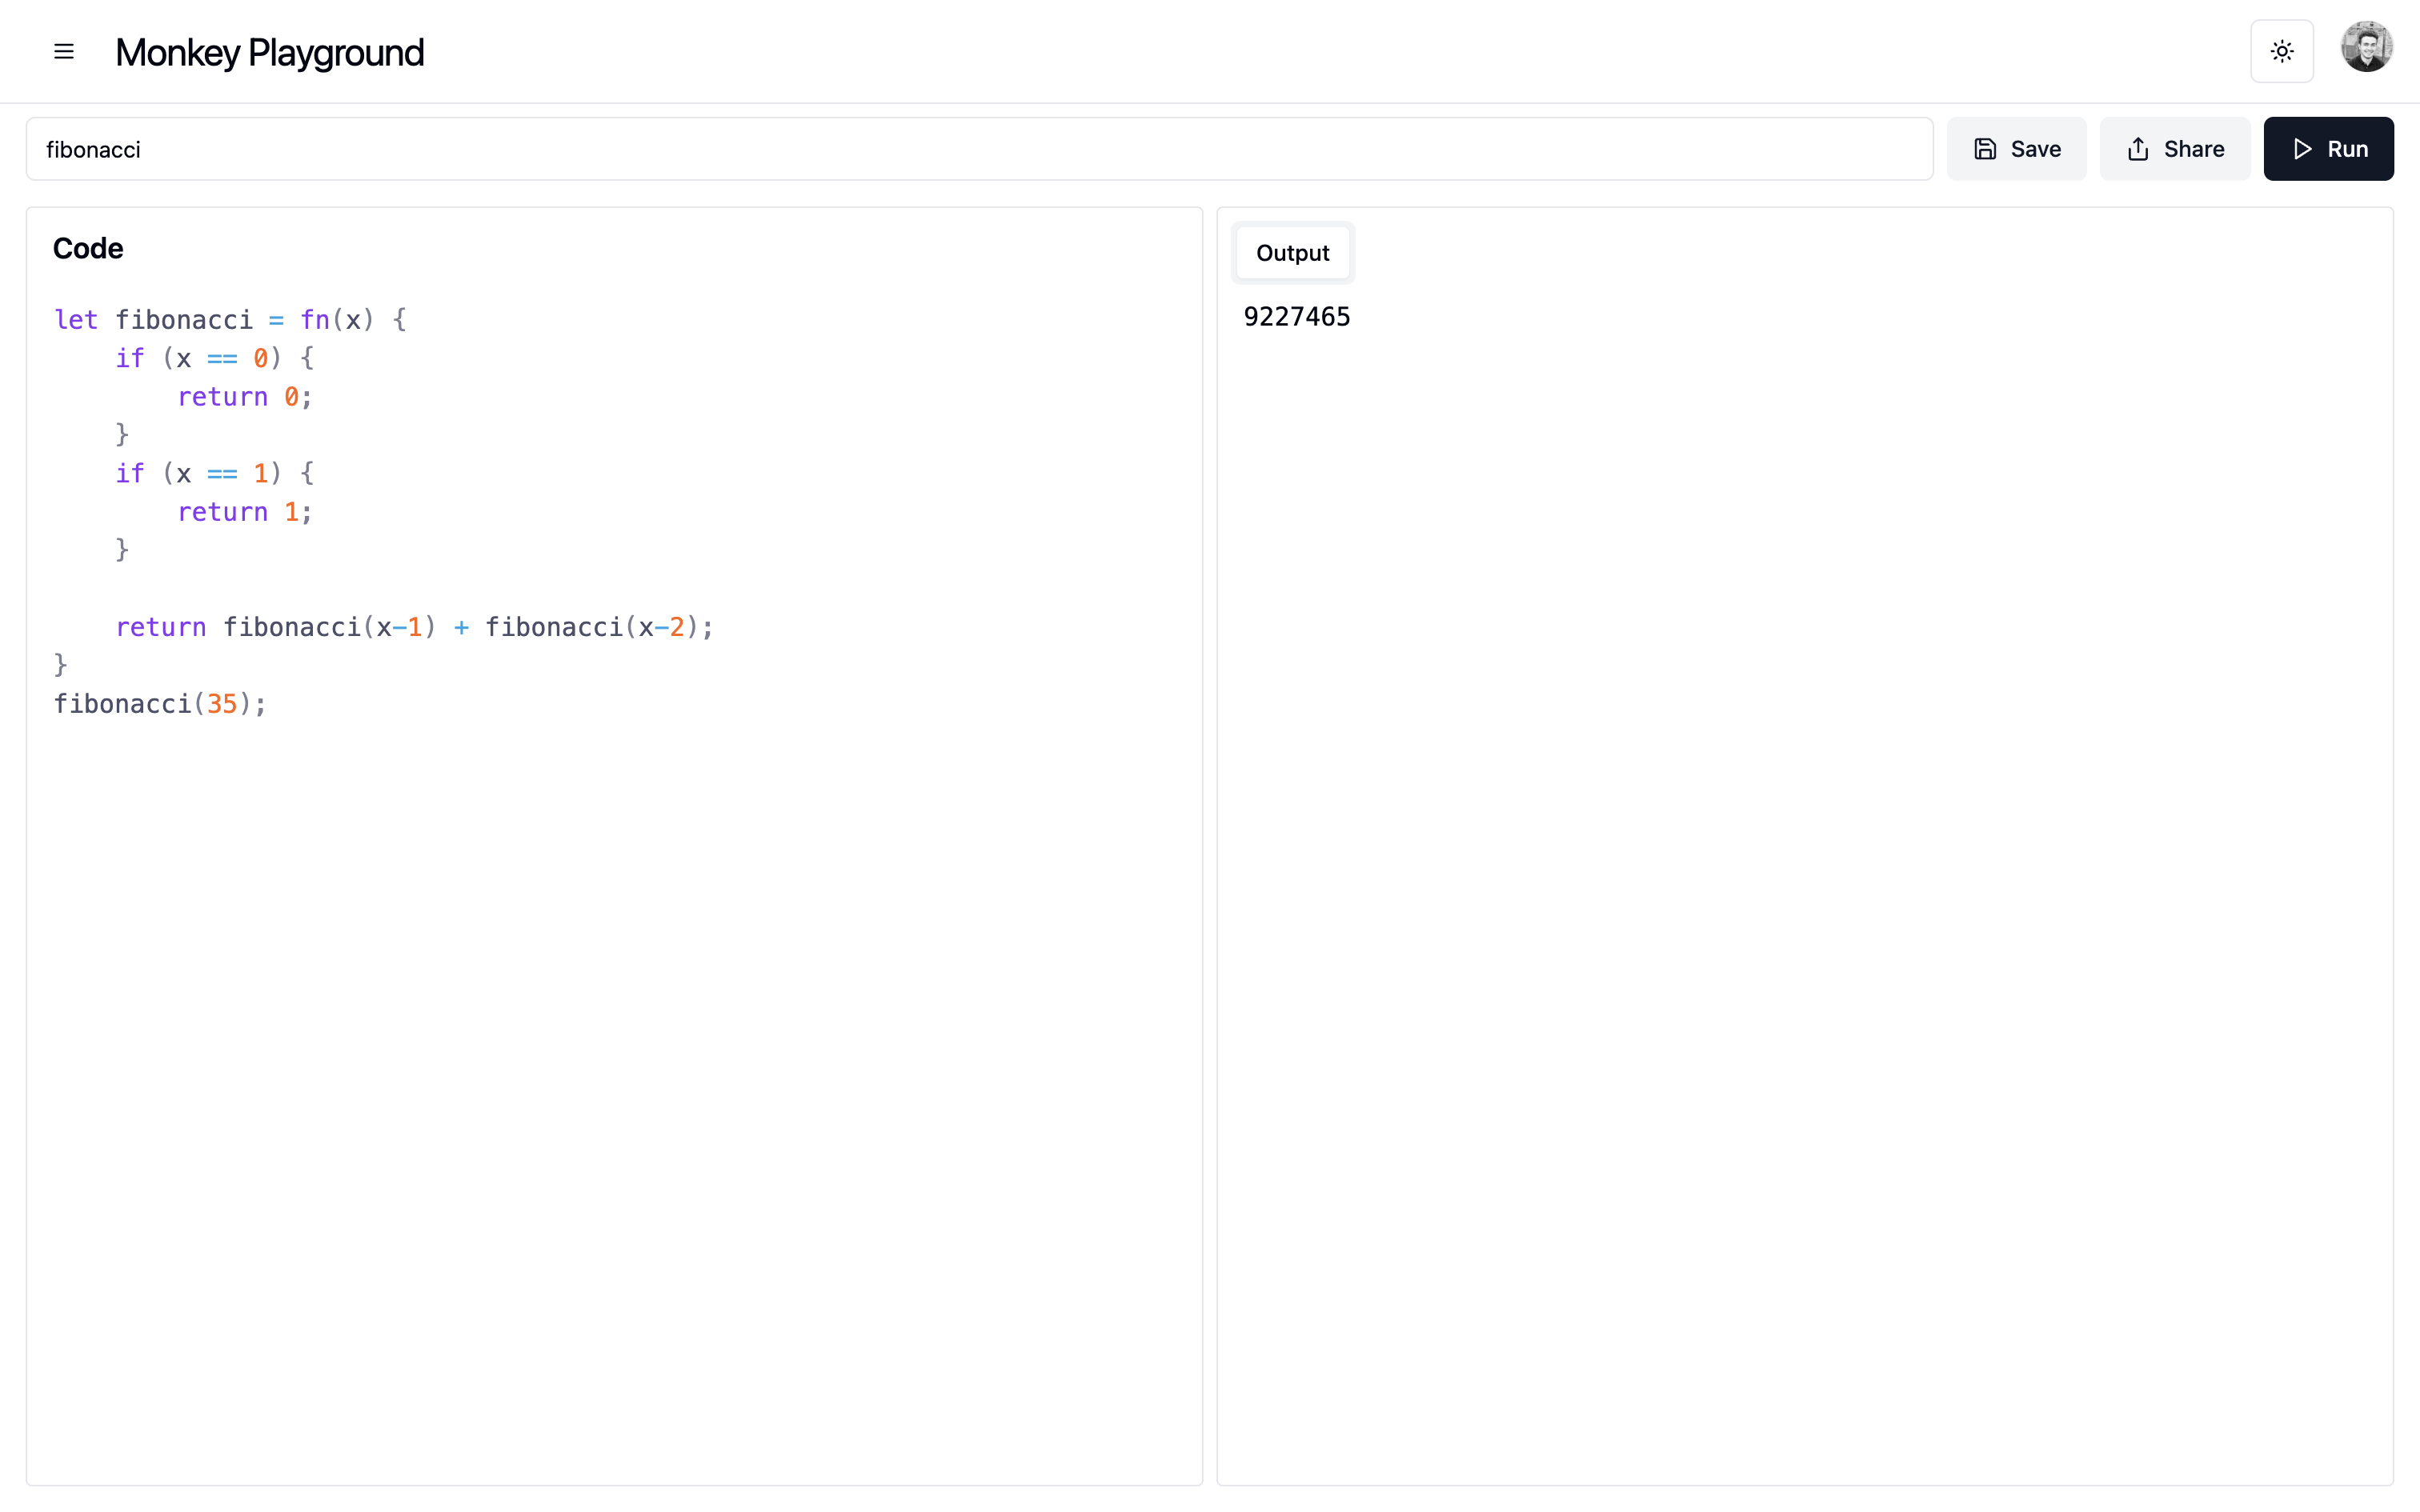 Monkey Playground
fibonacci
Save
Share
Run
Code
let fibonacci = fn(x) {
    if (x == 0) {
        return 0;
    }
    if (x == 1) {
        return 1;
    }

    return fibonacci(x-1) + fibonacci(x-2);
}
fibonacci(35);
Output
9227465